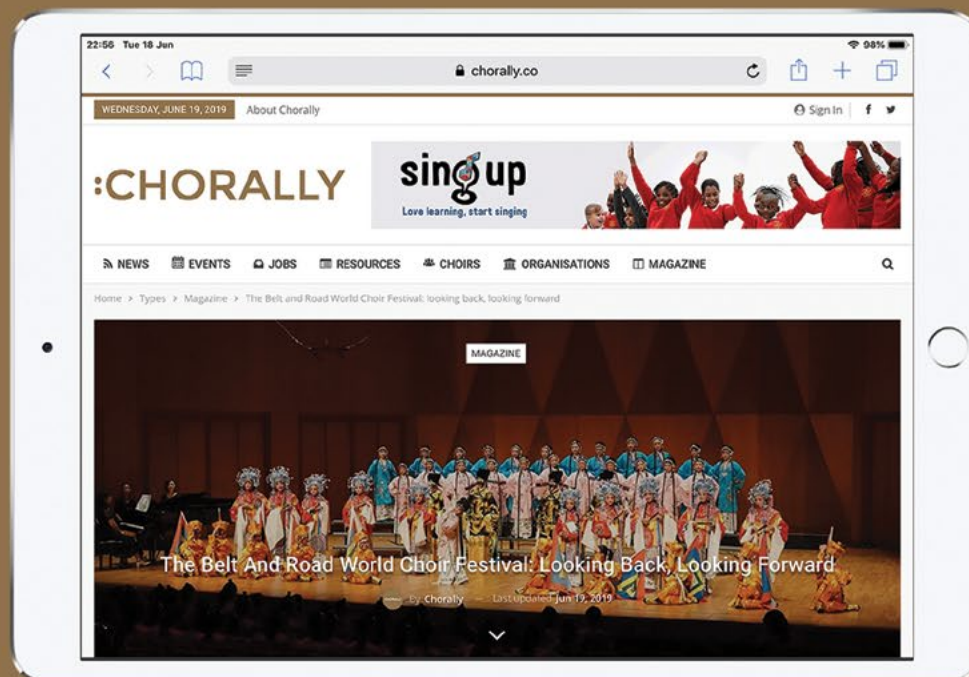 22:56 Tue 18 Jun
98%
chorally.co
WEDNESDAY, JUNE 19, 2019 About Chorally
Sign In
:CHORALLY
sing up
Love learning, start singing
NEWS EVENTS JOBS RESOURCES CHOIRS ORGANISATIONS MAGAZINE
Home > Types > Magazine > The Belt and Road World Choir Festival: looking back, looking forward
MAGAZINE
The Belt And Road World Choir Festival: Looking Back, Looking Forward
By Chorally — Last updated Jun 19, 2019